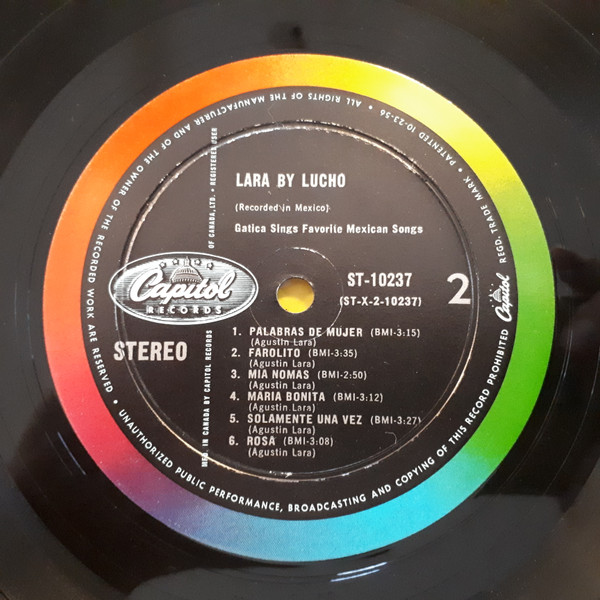 LARA BY LUCHO
(Recorded in Mexico)
Gatica Sings Favorite Mexican Songs
Capitol
RECORDS
STEREO
ST-10237
(ST-X-2-10237)
2
1. PALABRAS DE MUJER (BMI-3:15)
(Agustin Lara)
2. FAROLITO (BMI-3:35)
(Agustin Lara)
3. MIA NOMAS (BMI-2:50)
(Agustin Lara)
4. MARIA BONITA (BMI-3:12)
(Agustin Lara)
5. SOLAMENTE UNA VEZ (BMI-3:27)
(Agustin Lara)
6. ROSA (BMI-3:08)
(Agustin Lara)
MFD. IN CANADA BY CAPITOL RECORDS OF CANADA, LTD. • REGISTERED USER
• ALL RIGHTS OF THE MANUFACTURER AND OF THE OWNER OF THE RECORDED WORK ARE RESERVED • UNAUTHORIZED PUBLIC PERFORMANCE, BROADCASTING AND COPYING OF THIS RECORD PROHIBITED
Capitol REGD. TRADE MARK • PATENTED 10-23-56